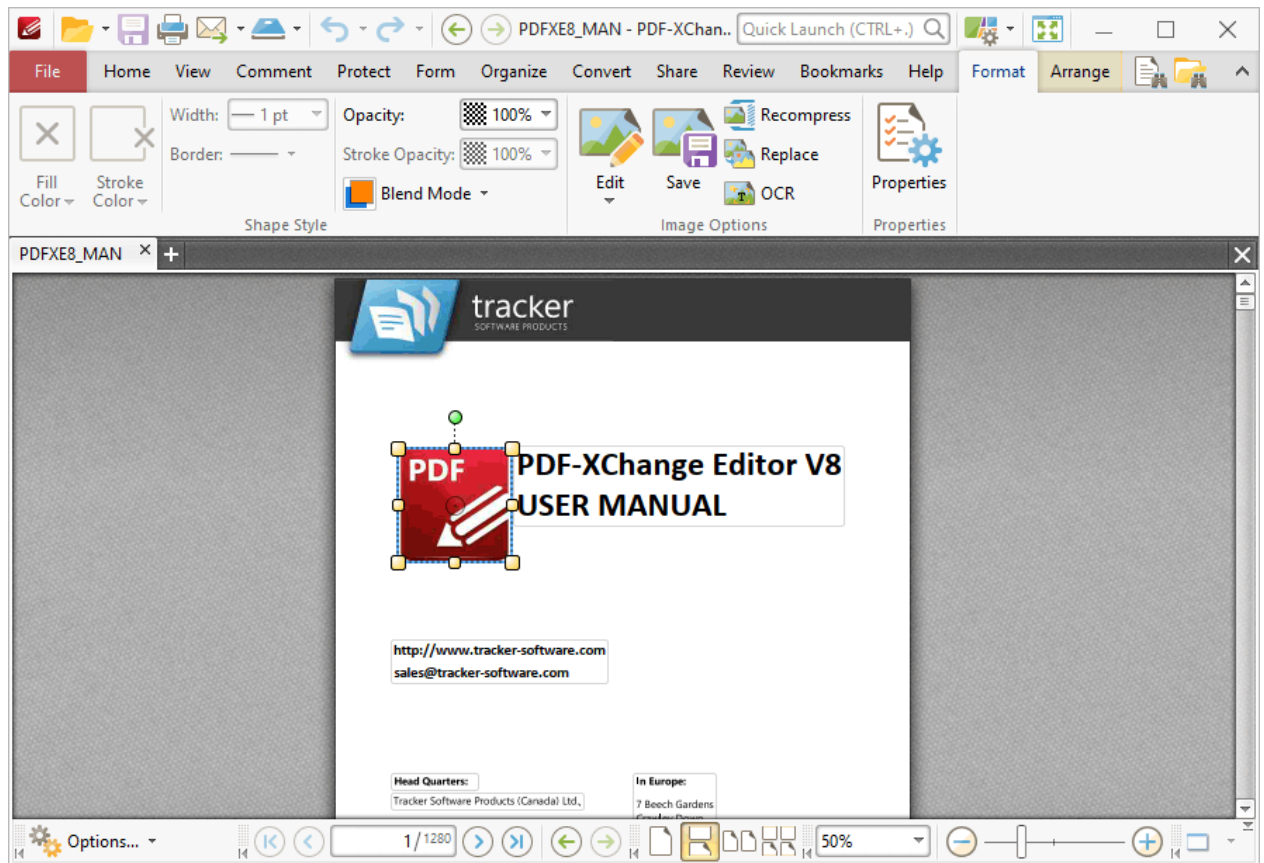 PDFXE8_MAN - PDF-XChan.. Quick Launch (CTRL+.)
File Home View Comment Protect Form Organize Convert Share Review Bookmarks Help Format Arrange
Width: 1 pt Opacity: 100% Recompress
Border: Stroke Opacity: 100% Replace
Fill Color Stroke Color Blend Mode Edit Save OCR Properties
Shape Style Image Options Properties
PDFXE8_MAN
tracker
SOFTWARE PRODUCTS
PDF
PDF-XChange Editor V8
USER MANUAL
http://www.tracker-software.com
sales@tracker-software.com
Head Quarters: In Europe:
Tracker Software Products (Canada) Ltd., 7 Beech Gardens
Crawley Down
Options... 1/1280 50%